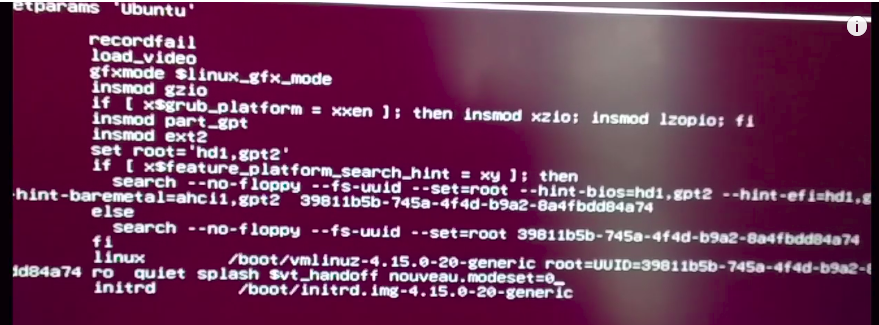 etparams 'Ubuntu'
recordfail
load_video
gfxmode $linux_gfx_mode
insmod gzio
if [ x$grub_platform = xxen ]; then insmod xzio; insmod lzopio; fi
insmod part_gpt
insmod ext2
set root='hd1,gpt2'
if [ x$feature_platform_search_hint = xy ]; then
search --no-floppy --fs-uuid --set=root --hint-bios=hd1,gpt2 --hint-efi=hd1,g
-hint-baremetal=ahci1,gpt2 39811b5b-745a-4f4d-b9a2-8a4fbdd84a74
else
search --no-floppy --fs-uuid --set=root 39811b5b-745a-4f4d-b9a2-8a4fbdd84a74
fi
linux /boot/vmlinuz-4.15.0-20-generic root=UUID=39811b5b-745a-4f4d-b9a2-8
dd84a74 ro quiet splash $vt_handoff nouveau.modeset=0_
initrd /boot/initrd.img-4.15.0-20-generic